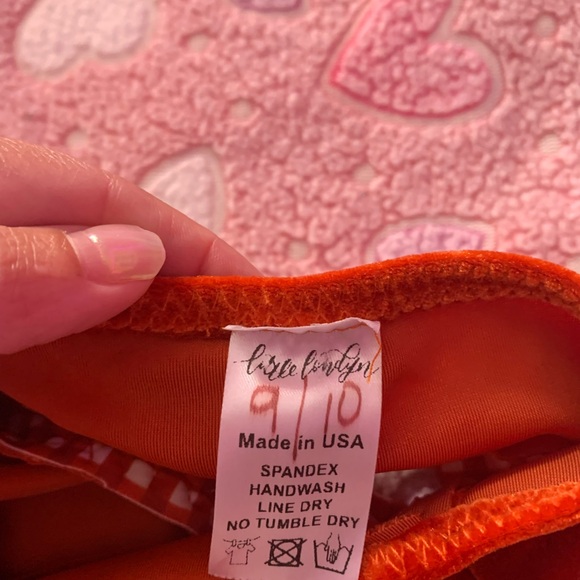 little londyn
9/10
Made in USA
SPANDEX
HANDWASH
LINE DRY
NO TUMBLE DRY